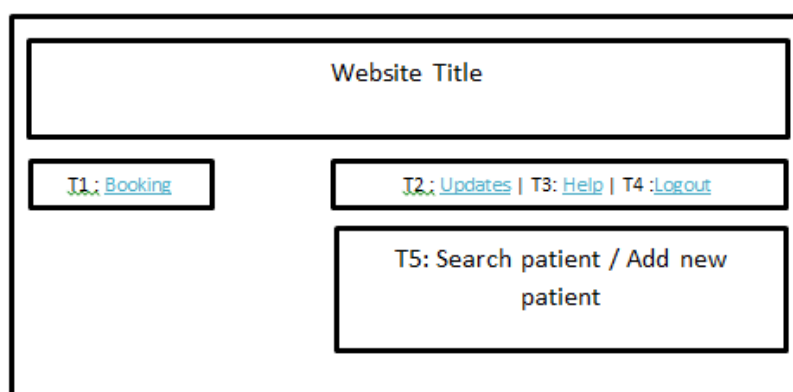 Website Title
T1 : Booking
T2 : Updates | T3: Help | T4 :Logout
T5: Search patient / Add new
patient